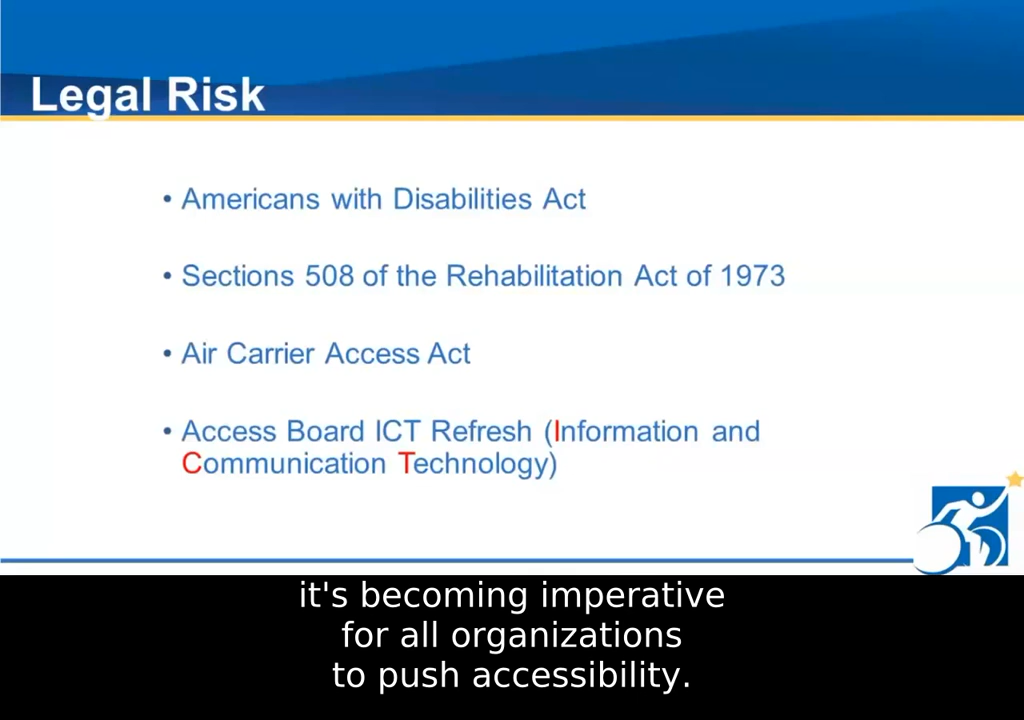 Legal Risk
• Americans with Disabilities Act
• Sections 508 of the Rehabilitation Act of 1973
• Air Carrier Access Act
• Access Board ICT Refresh (Information and
Communication Technology)
it's becoming imperative
for all organizations
to push accessibility.